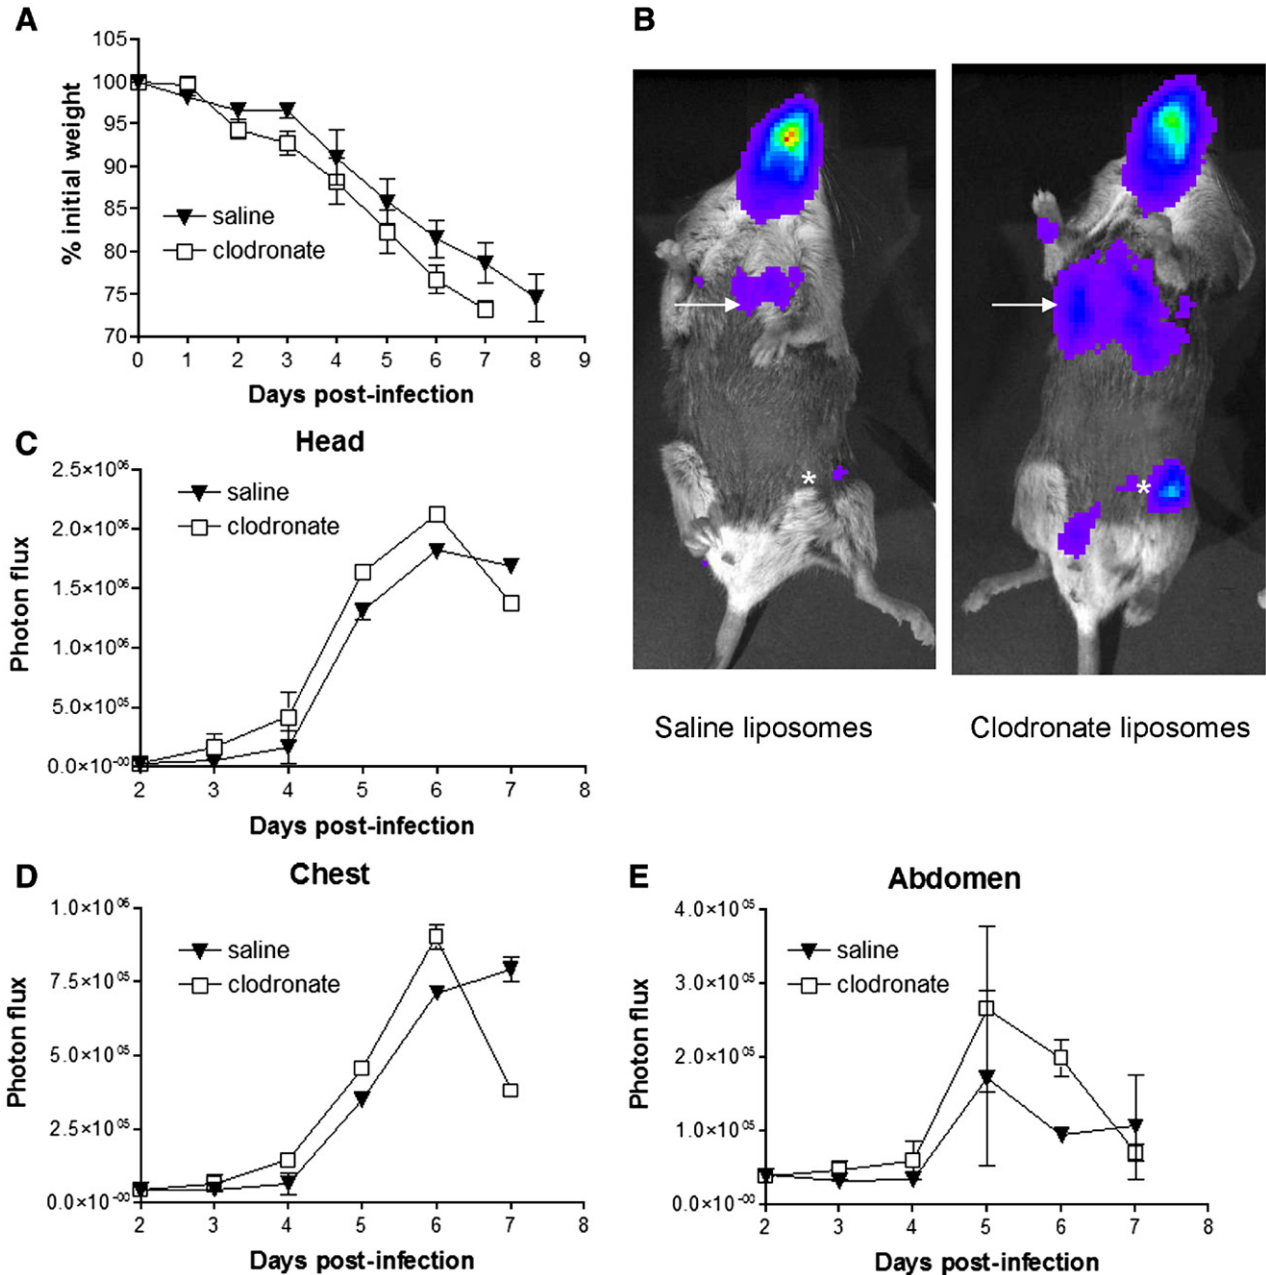 A
105
100
95
90
85
80
75
70
% initial weight
saline
clodronate
0 1 2 3 4 5 6 7 8 9
Days post-infection
B
*
*
Saline liposomes
Clodronate liposomes
C
Head
2.5×10⁰⁶
2.0×10⁰⁶
1.5×10⁰⁶
1.0×10⁰⁶
5.0×10⁰⁵
0.0×10⁻⁰⁰
Photon flux
saline
clodronate
2 3 4 5 6 7 8
Days post-infection
D
Chest
1.0×10⁰⁶
7.5×10⁰⁵
5.0×10⁰⁵
2.5×10⁰⁵
0.0×10⁻⁰⁰
Photon flux
saline
clodronate
2 3 4 5 6 7 8
Days post-infection
E
Abdomen
4.0×10⁰⁵
3.0×10⁰⁵
2.0×10⁰⁵
1.0×10⁰⁵
0.0×10⁻⁰⁰
Photon flux
saline
clodronate
2 3 4 5 6 7 8
Days post-infection